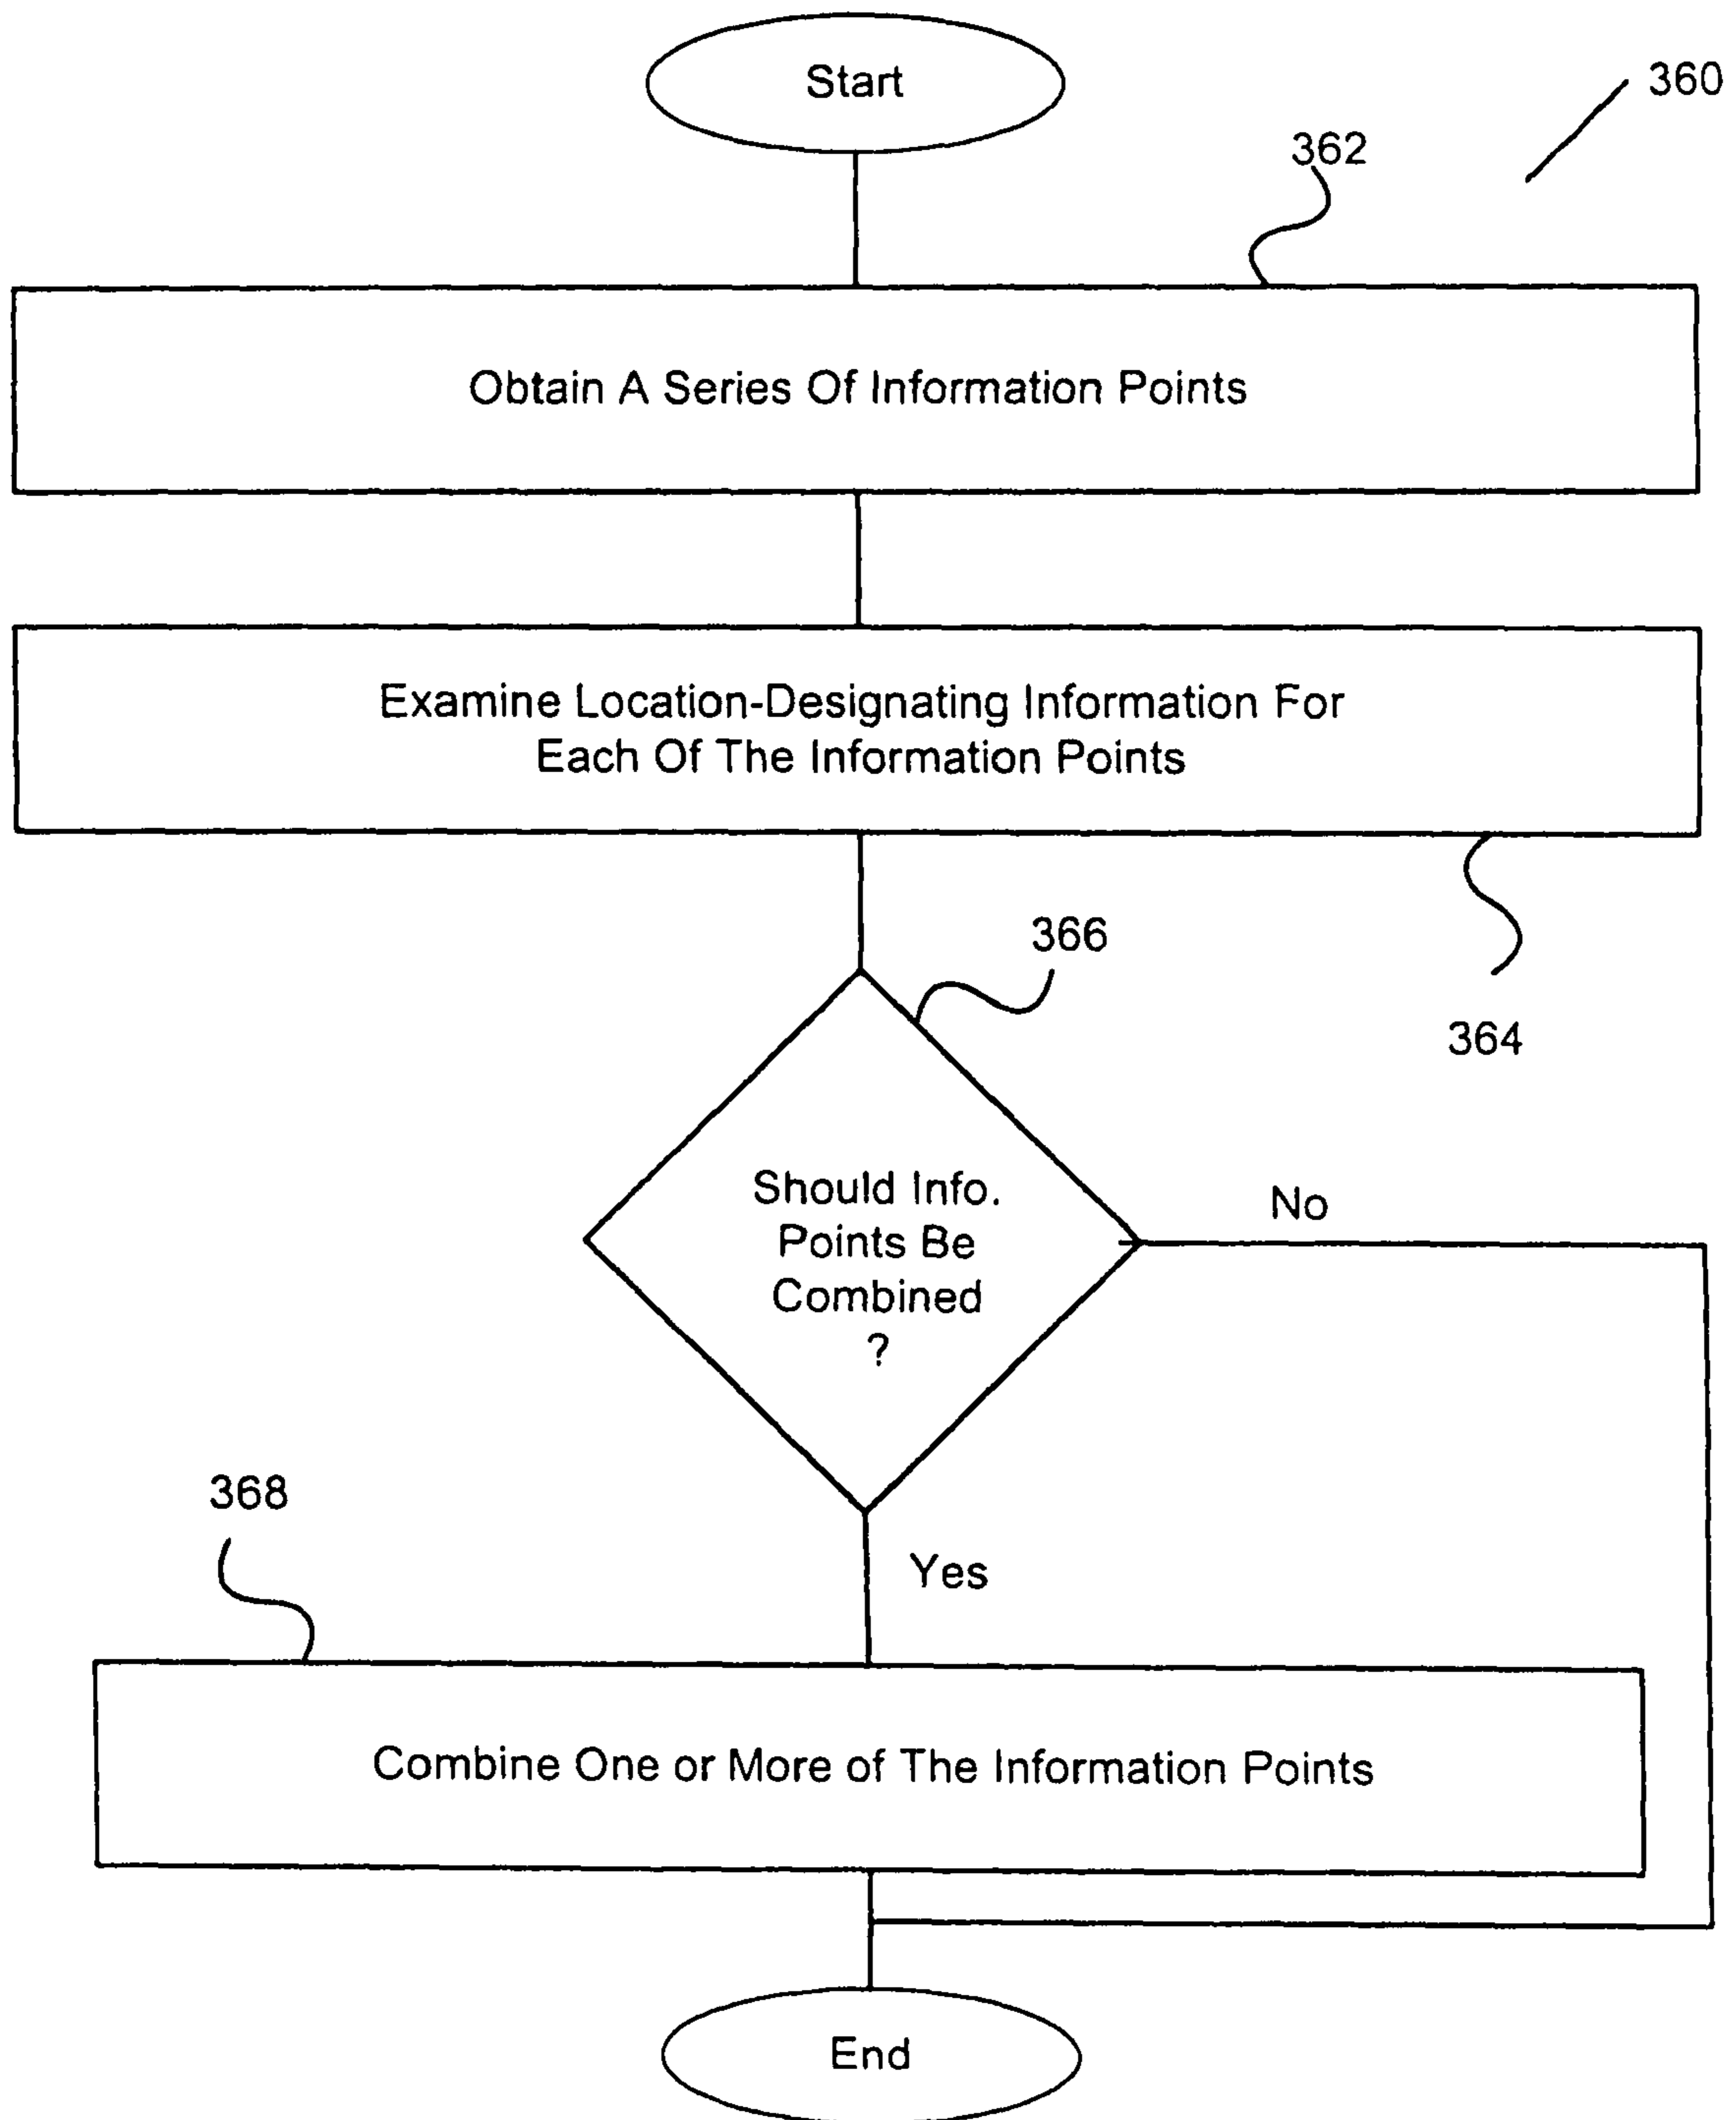 Start
360
362
Obtain A Series Of Information Points
Examine Location-Designating Information For
Each Of The Information Points
366
364
Should Info.
Points Be
Combined
?
No
368
Yes
Combine One or More of The Information Points
End